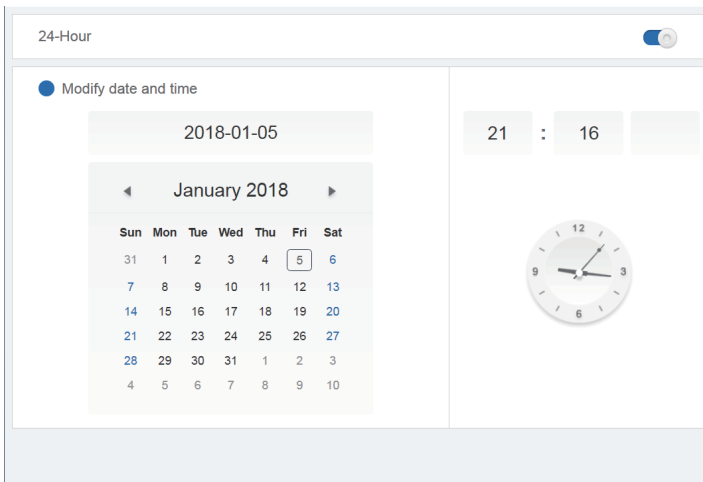 24-Hour
Modify date and time
2018-01-05
21 : 16
January 2018
Sun Mon Tue Wed Thu Fri Sat
31 1 2 3 4 5 6
7 8 9 10 11 12 13
14 15 16 17 18 19 20
21 22 23 24 25 26 27
28 29 30 31 1 2 3
4 5 6 7 8 9 10
12
9 3
6